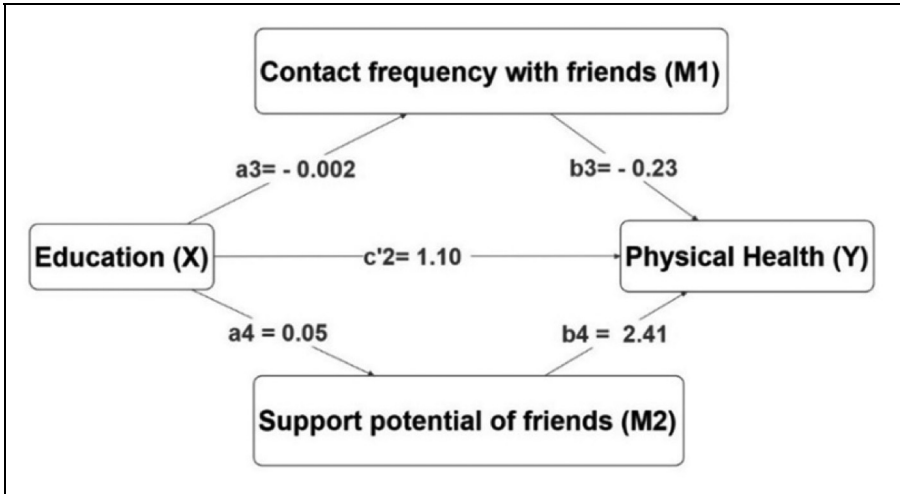 Contact frequency with friends (M1)
a3= - 0.002
b3= - 0.23
Education (X)
c'2= 1.10
Physical Health (Y)
a4 = 0.05
b4 = 2.41
Support potential of friends (M2)